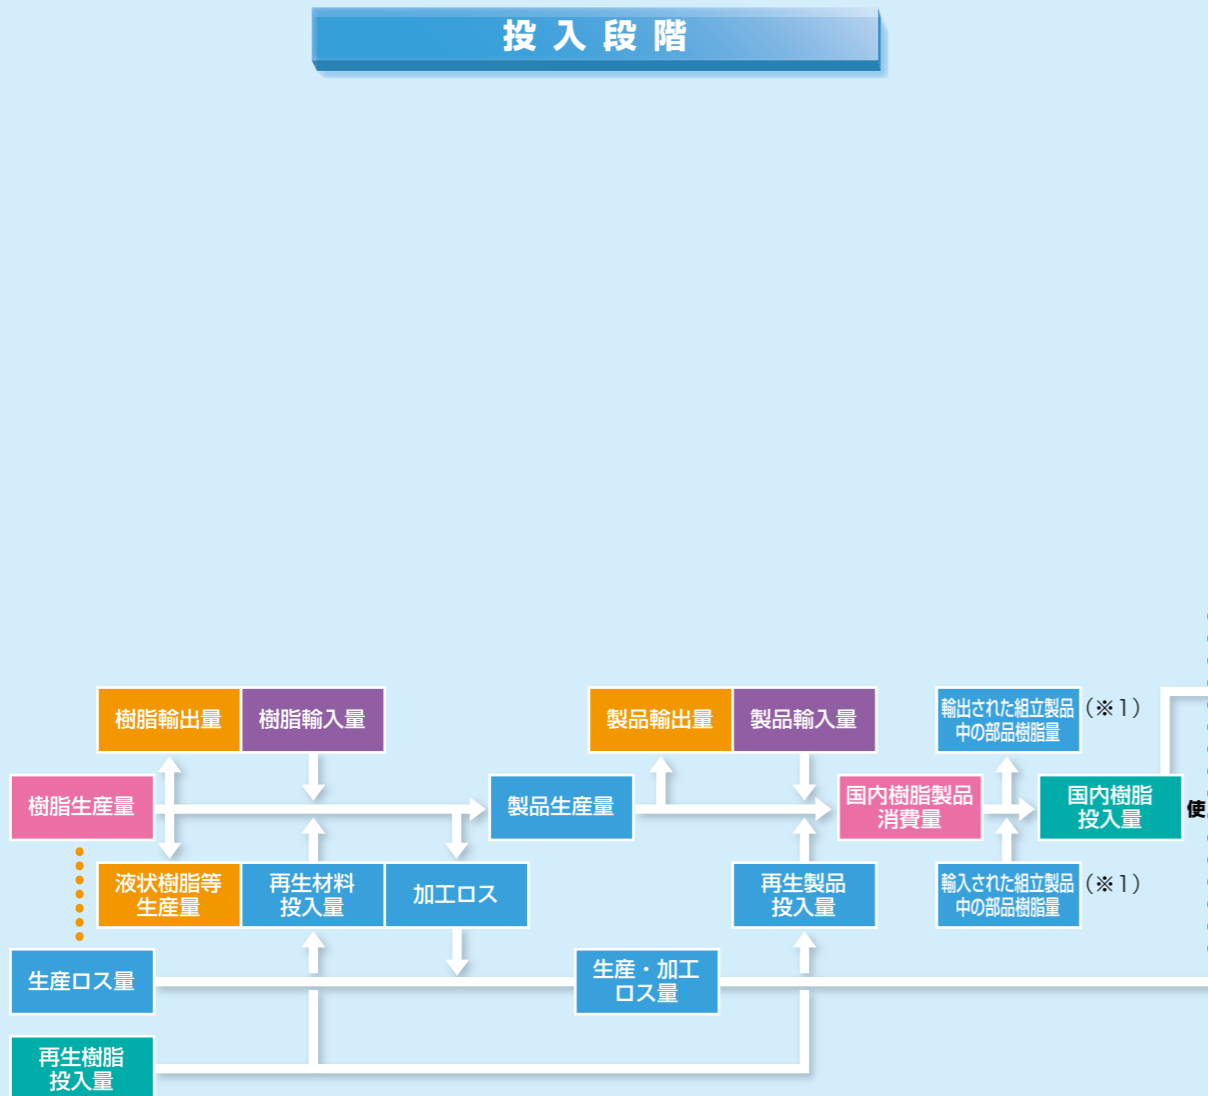 投入段階
樹脂輸出量
樹脂輸入量
製品輸出量
製品輸入量
輸出された組立製品
中の部品樹脂量
（※1）
樹脂生産量
製品生産量
国内樹脂製品
消費量
国内樹脂
投入量
使
液状樹脂等
生産量
再生材料
投入量
加工ロス
再生製品
投入量
輸入された組立製品
中の部品樹脂量
（※1）
生産ロス量
生産・加工
ロス量
再生樹脂
投入量